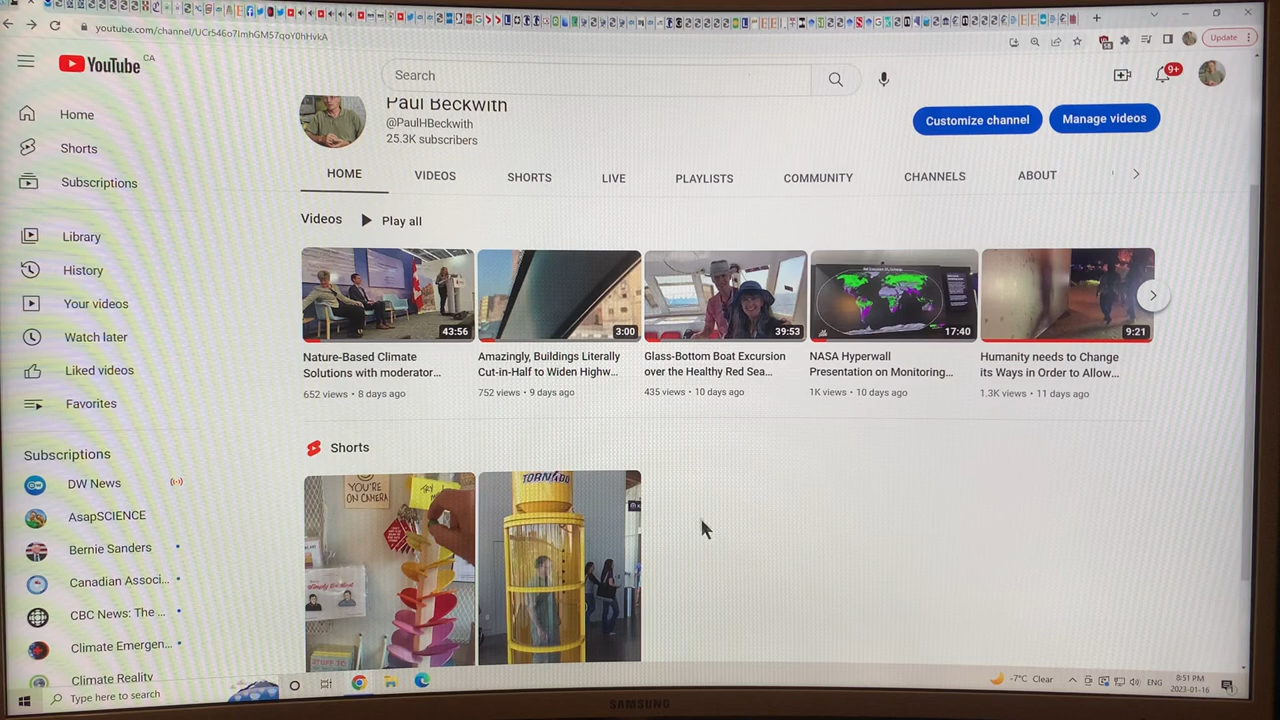 youtube.com/channel/UCr546o7lmhGM57qoY0hHvkA
Update
YouTube CA
Search
9+
Home
Shorts
Subscriptions
Library
History
Your videos
Watch later
Liked videos
Favorites
Subscriptions
DW News
AsapSCIENCE
Bernie Sanders
Canadian Associ...
CBC News: The ...
Climate Emergen...
Climate Reality
Paul Beckwith
@PaulHBeckwith
25.3K subscribers
Customize channel
Manage videos
HOME VIDEOS SHORTS LIVE PLAYLISTS COMMUNITY CHANNELS ABOUT
Videos Play all
43:56
3:00
39:53
17:40
9:21
Nature-Based Climate
Solutions with moderator...
652 views • 8 days ago
Amazingly, Buildings Literally
Cut-in-Half to Widen Highw...
752 views • 9 days ago
Glass-Bottom Boat Excursion
over the Healthy Red Sea...
435 views • 10 days ago
NASA Hyperwall
Presentation on Monitoring...
1K views • 10 days ago
Humanity needs to Change
its Ways in Order to Allow...
1.3K views • 11 days ago
Shorts
YOU'RE
ON CAMERA
TRY
TORNADO
Type here to search
-7°C Clear
ENG
8:51 PM
2023-01-16
SAMSUNG